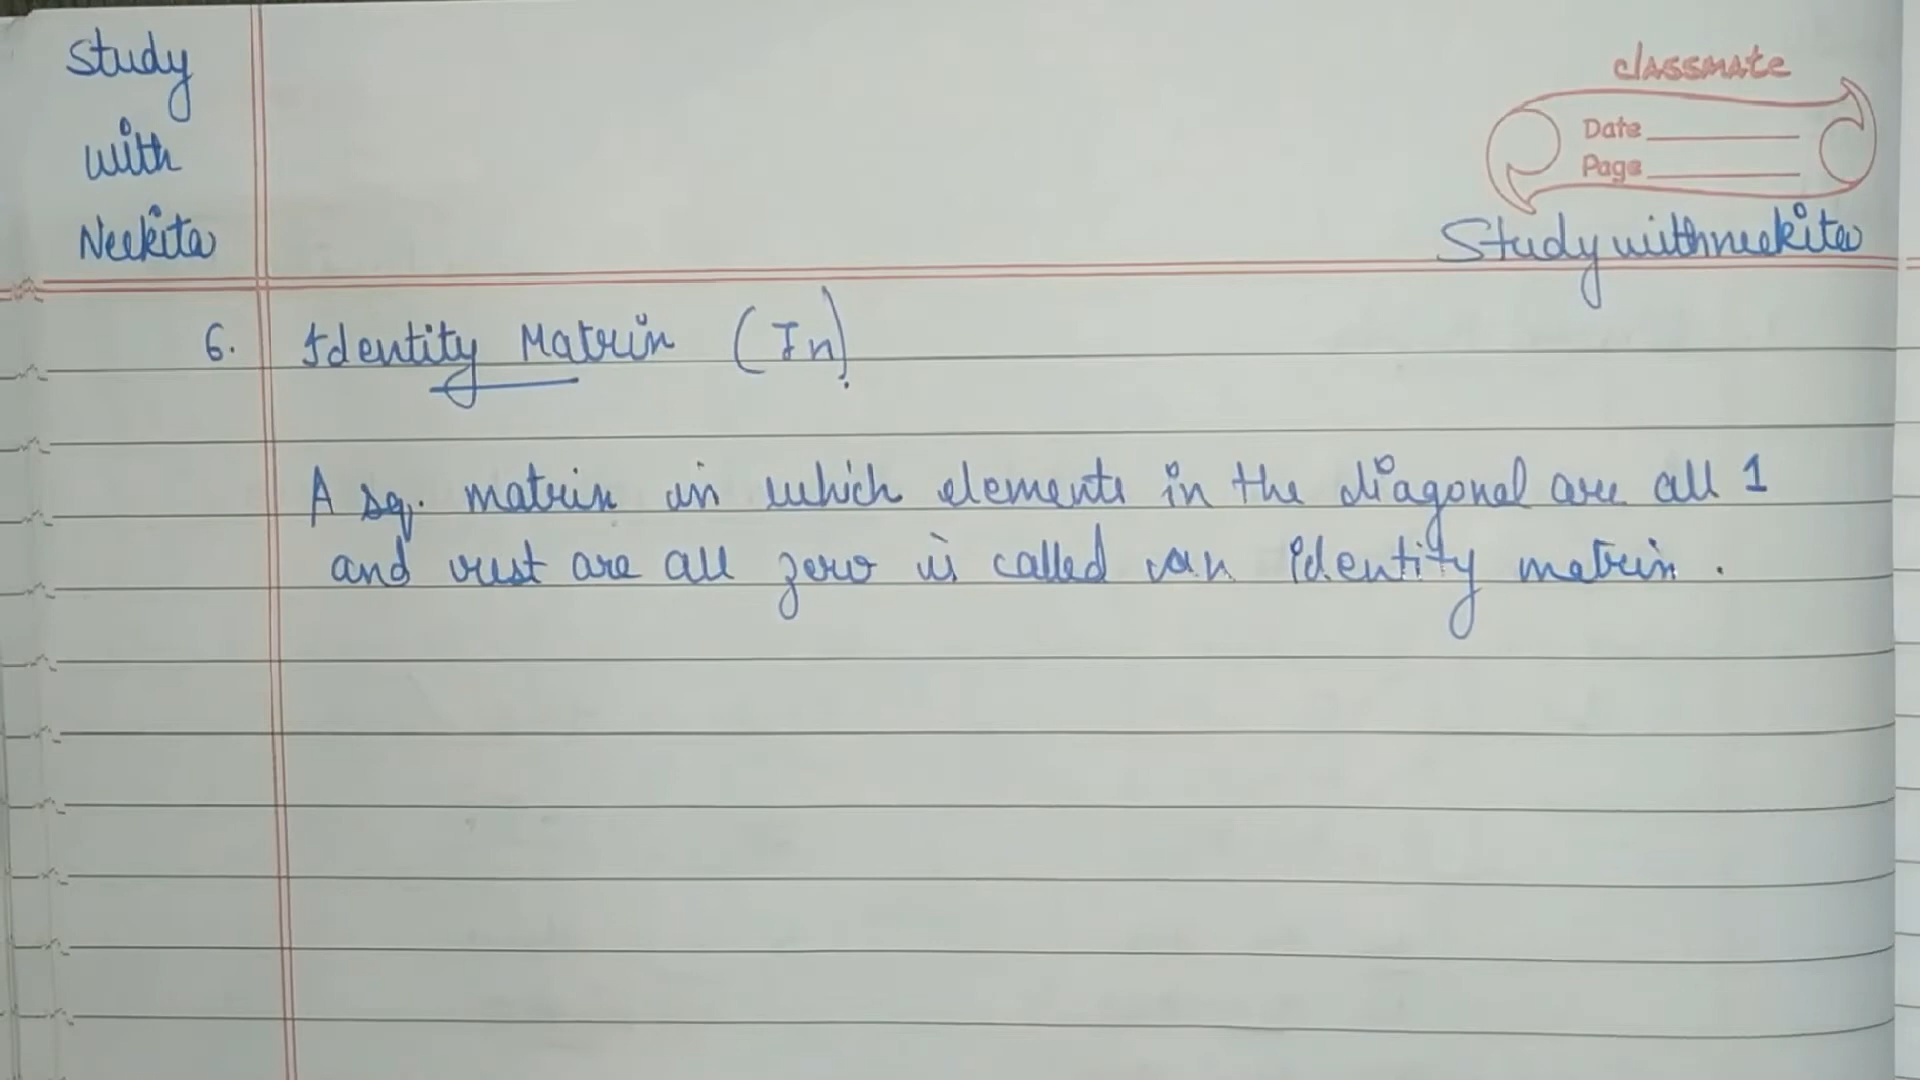 Study
with
Neekita
classmate
Date
Page
Studywithneekita
6. Identity Matrix (In).
A sq. matrix in which elements in the diagonal are all 1
and rest are all zero is called an identity matrix.